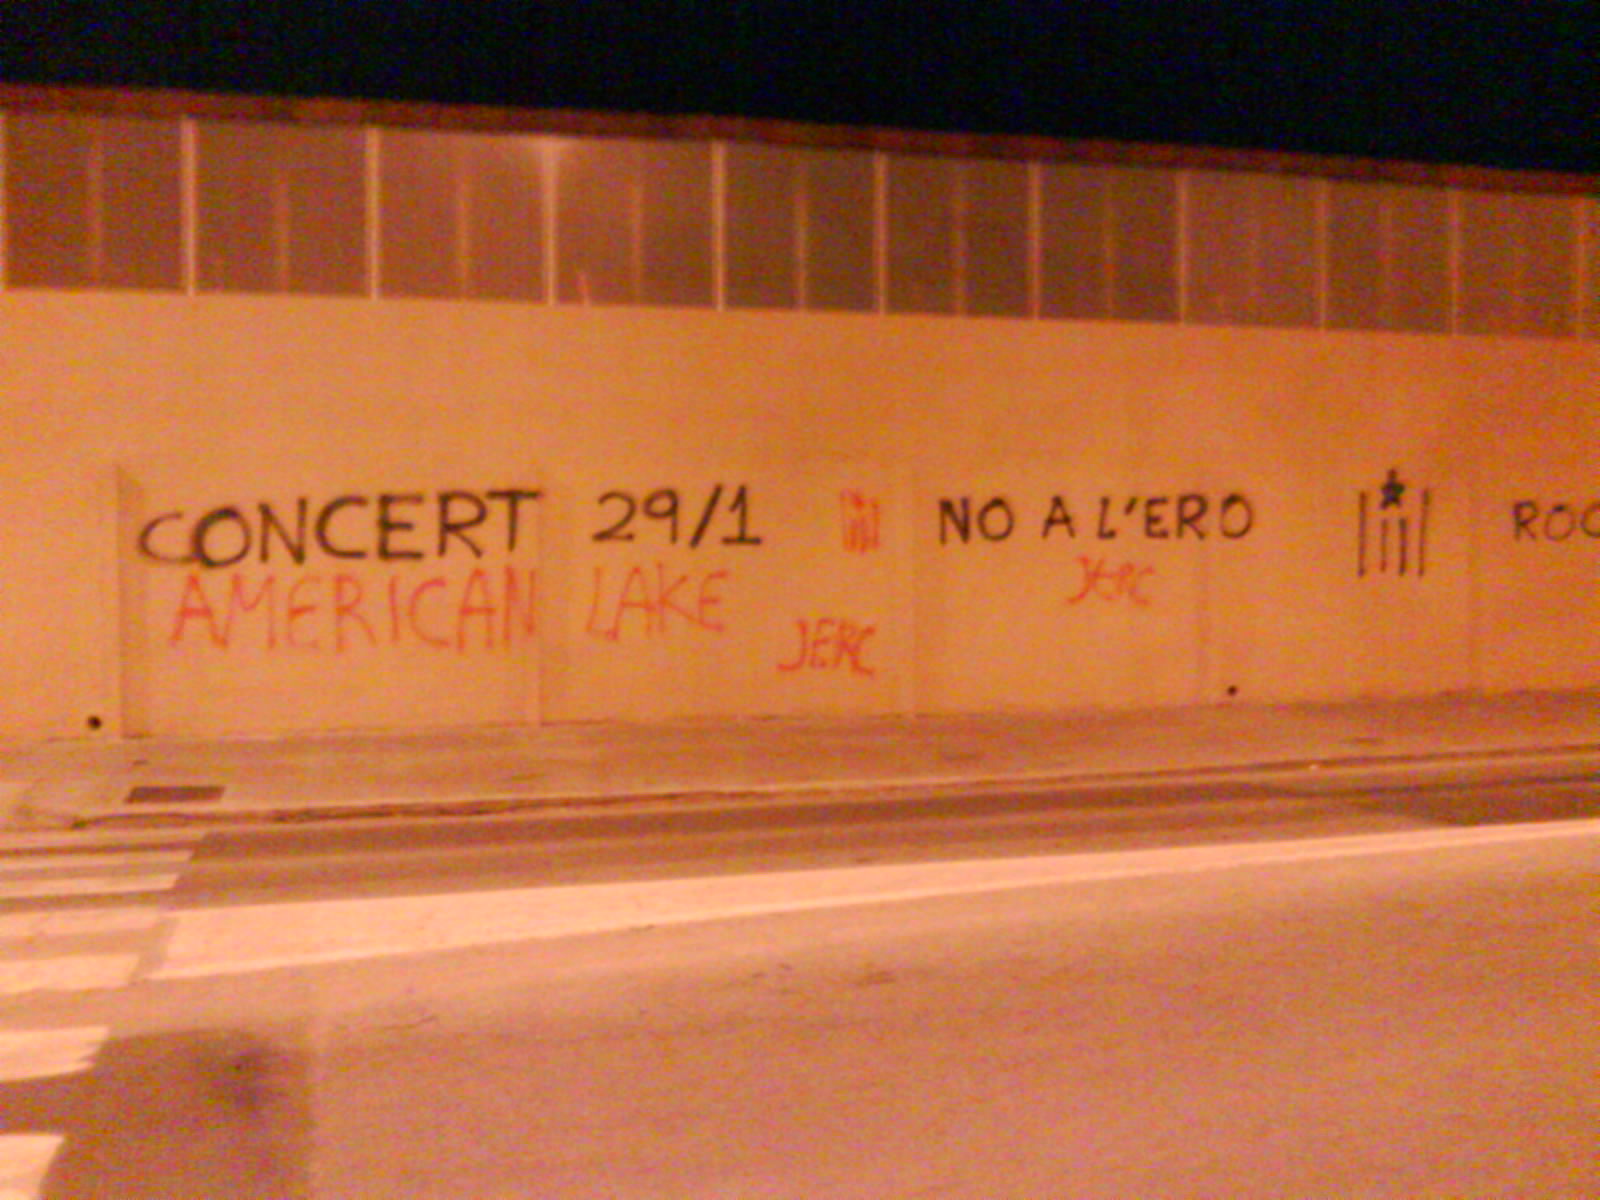 CONCERT 29/1
AMERICAN LAKE
JERC
NO A L'ERO
JERC